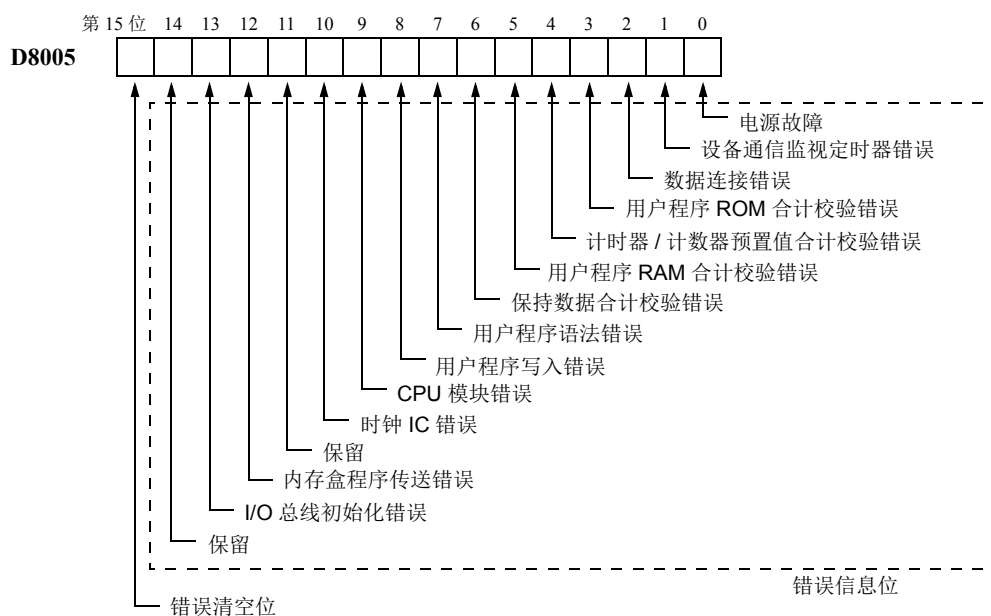 第 15 位 14 13 12 11 10 9 8 7 6 5 4 3 2 1 0
D8005
电源故障
设备通信监视定时器错误
数据连接错误
用户程序 ROM 合计校验错误
计时器 / 计数器预置值合计校验错误
用户程序 RAM 合计校验错误
保持数据合计校验错误
用户程序语法错误
用户程序写入错误
CPU 模块错误
时钟 IC 错误
保留
内存盒程序传送错误
I/O 总线初始化错误
保留
错误信息位
错误清空位